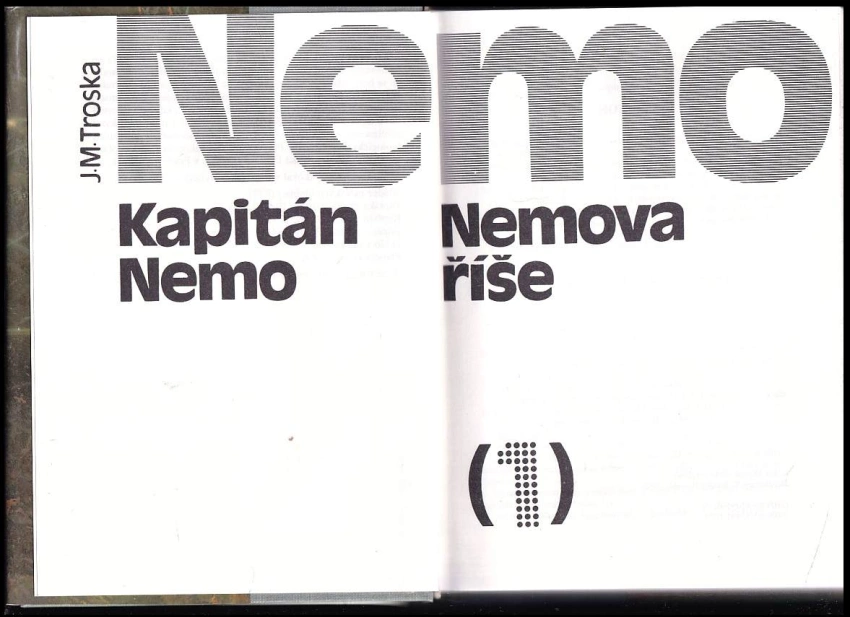 J. M. Troska
Nemo
Kapitán
Nemo
Nemova
říše
(1)